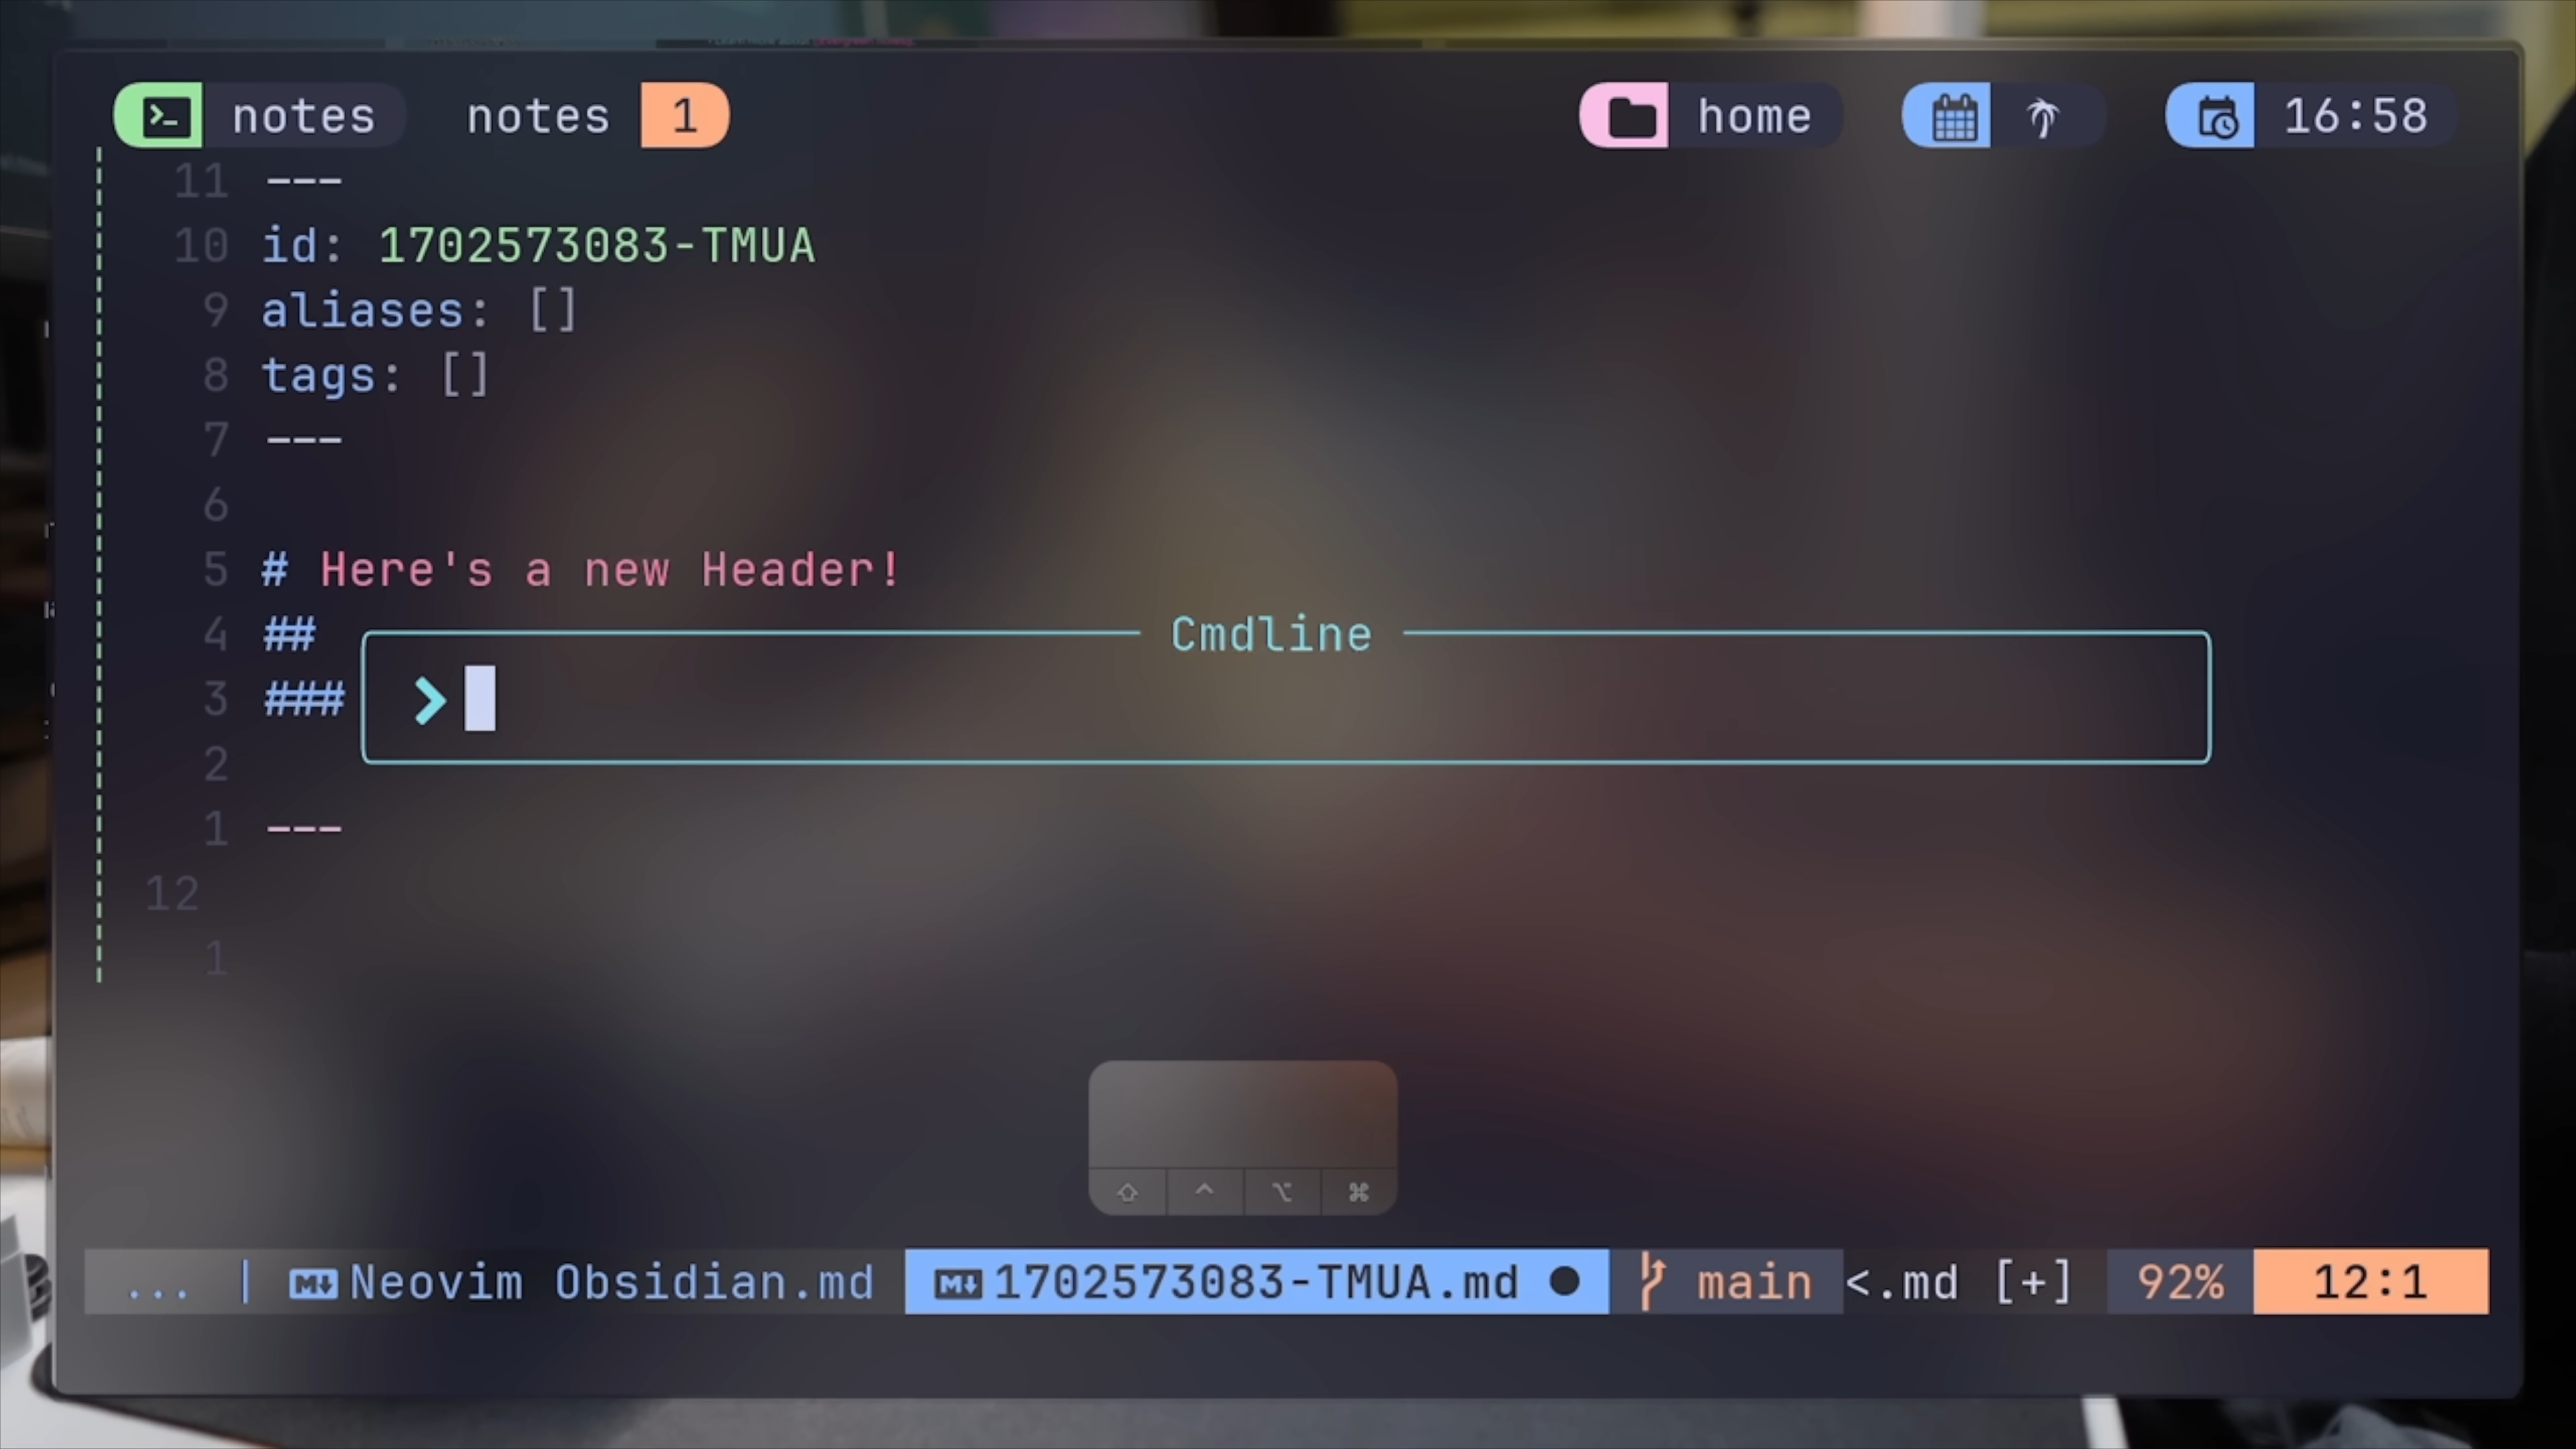 notes notes 1 home 16:58
11 ---
10 id: 1702573083-TMUA
9 aliases: []
8 tags: []
7 ---
6
5 # Here's a new Header!
4 ##
Cmdline
3 ###
2
1 ---
12
1
... | Neovim Obsidian.md 1702573083-TMUA.md ● main <.md [+] 92% 12:1